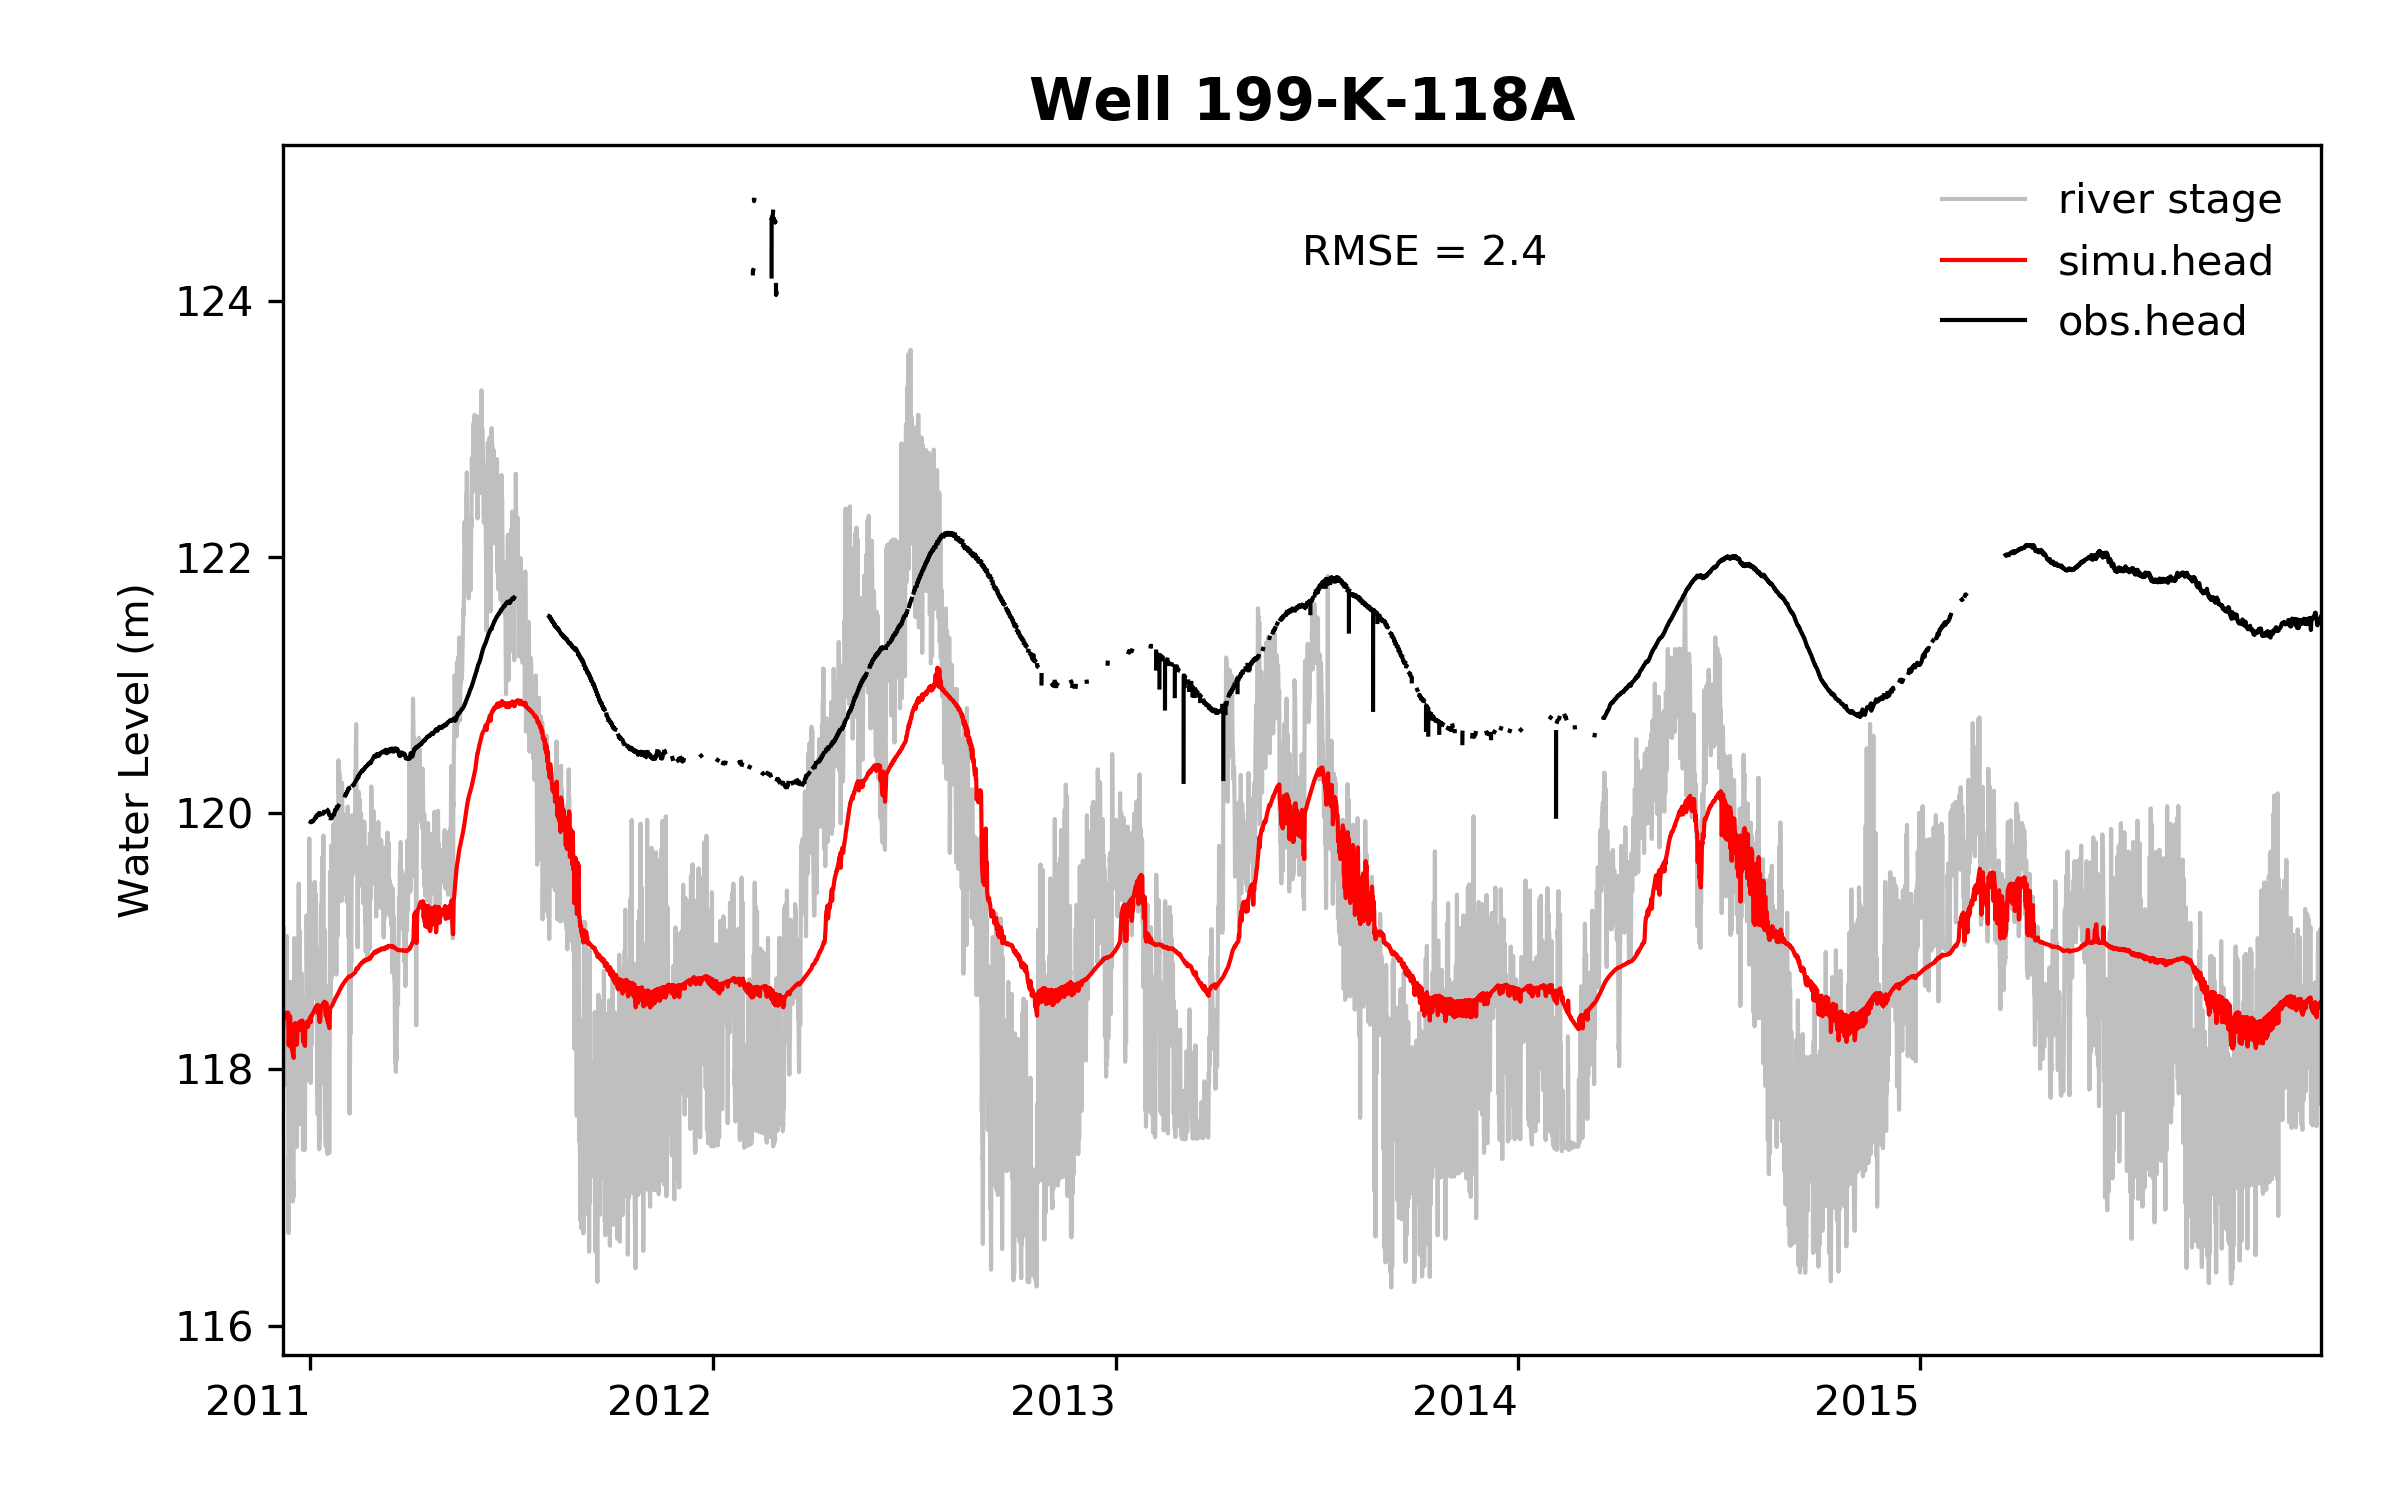 Well 199-K-118A
RMSE = 2.4
river stage
simu.head
obs.head
Water Level (m)
124
122
120
118
116
2011
2012
2013
2014
2015